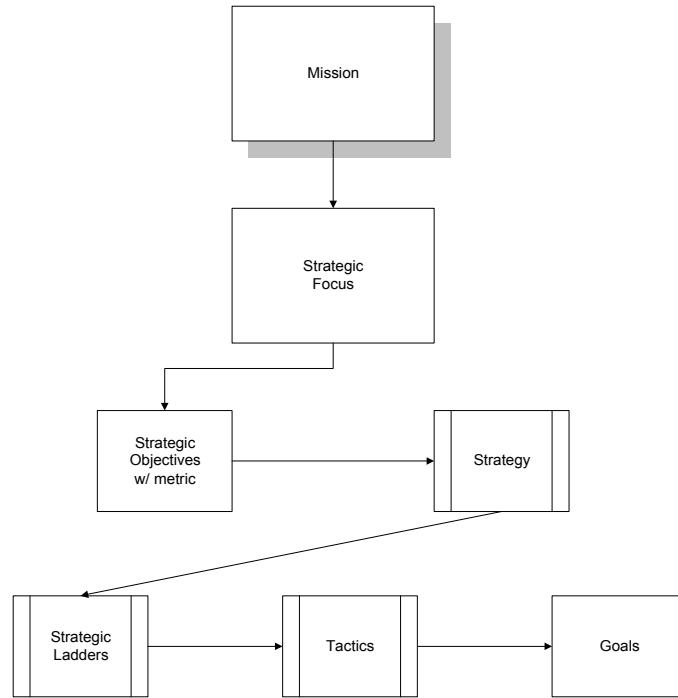 Mission
Strategic
Focus
Strategic
Objectives
w/ metric
Strategy
Strategic
Ladders
Tactics
Goals